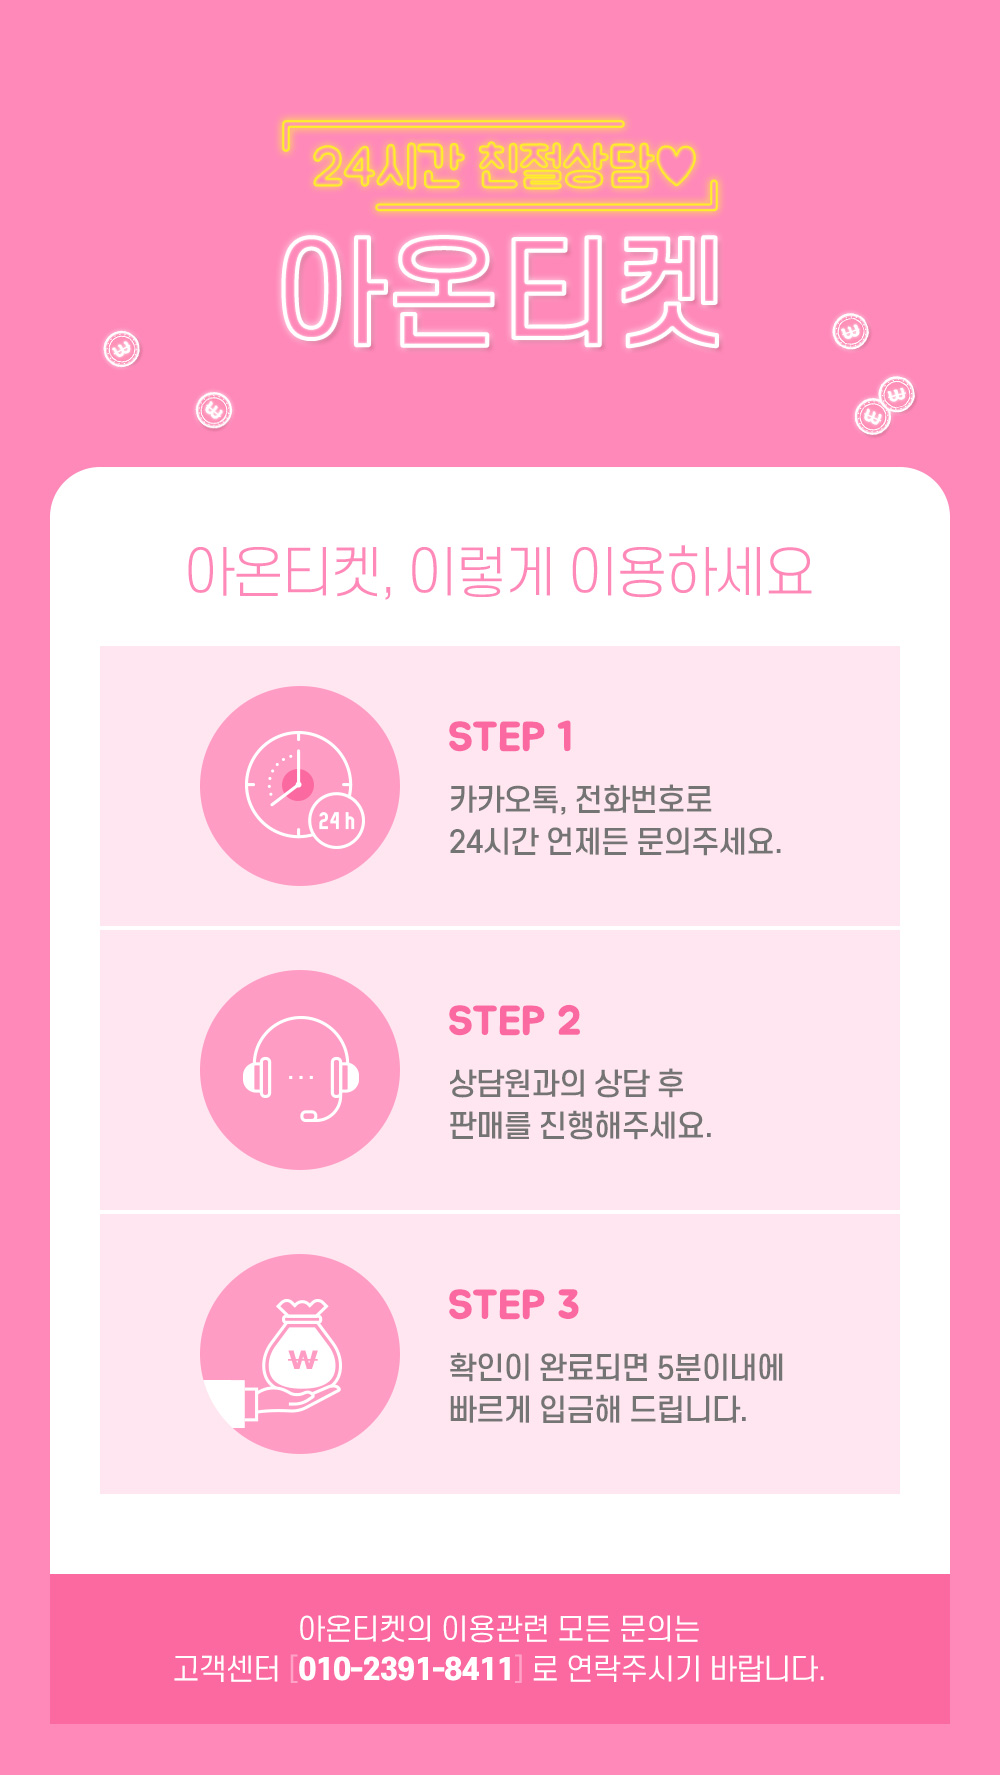 24시간 친절상담♡
아온티켓
아온티켓, 이렇게 이용하세요
STEP 1
카카오톡, 전화번호로
24시간 언제든 문의주세요.
24 h
STEP 2
상담원과의 상담 후
판매를 진행해주세요.
STEP 3
확인이 완료되면 5분이내에
빠르게 입금해 드립니다.
아온티켓의 이용관련 모든 문의는
고객센터 [010-2391-8411] 로 연락주시기 바랍니다.